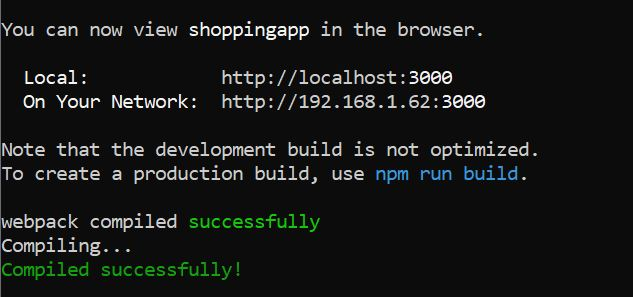 You can now view shoppingapp in the browser.
Local: http://localhost:3000
On Your Network: http://192.168.1.62:3000
Note that the development build is not optimized.
To create a production build, use npm run build.
webpack compiled successfully
Compiling...
Compiled successfully!